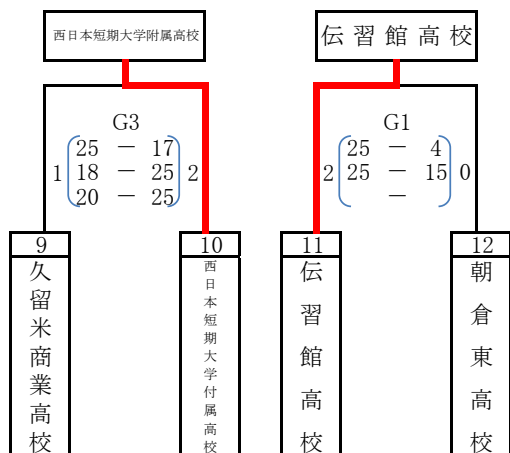 西日本短期大学附属高校
伝習館高校
G3
25 － 17
1 18 － 25 2
20 － 25
G1
25 － 4
2 25 － 15 0
－
9
10
11
12
久留米商業高校
西日本短期大学付属高校
伝習館高校
朝倉東高校